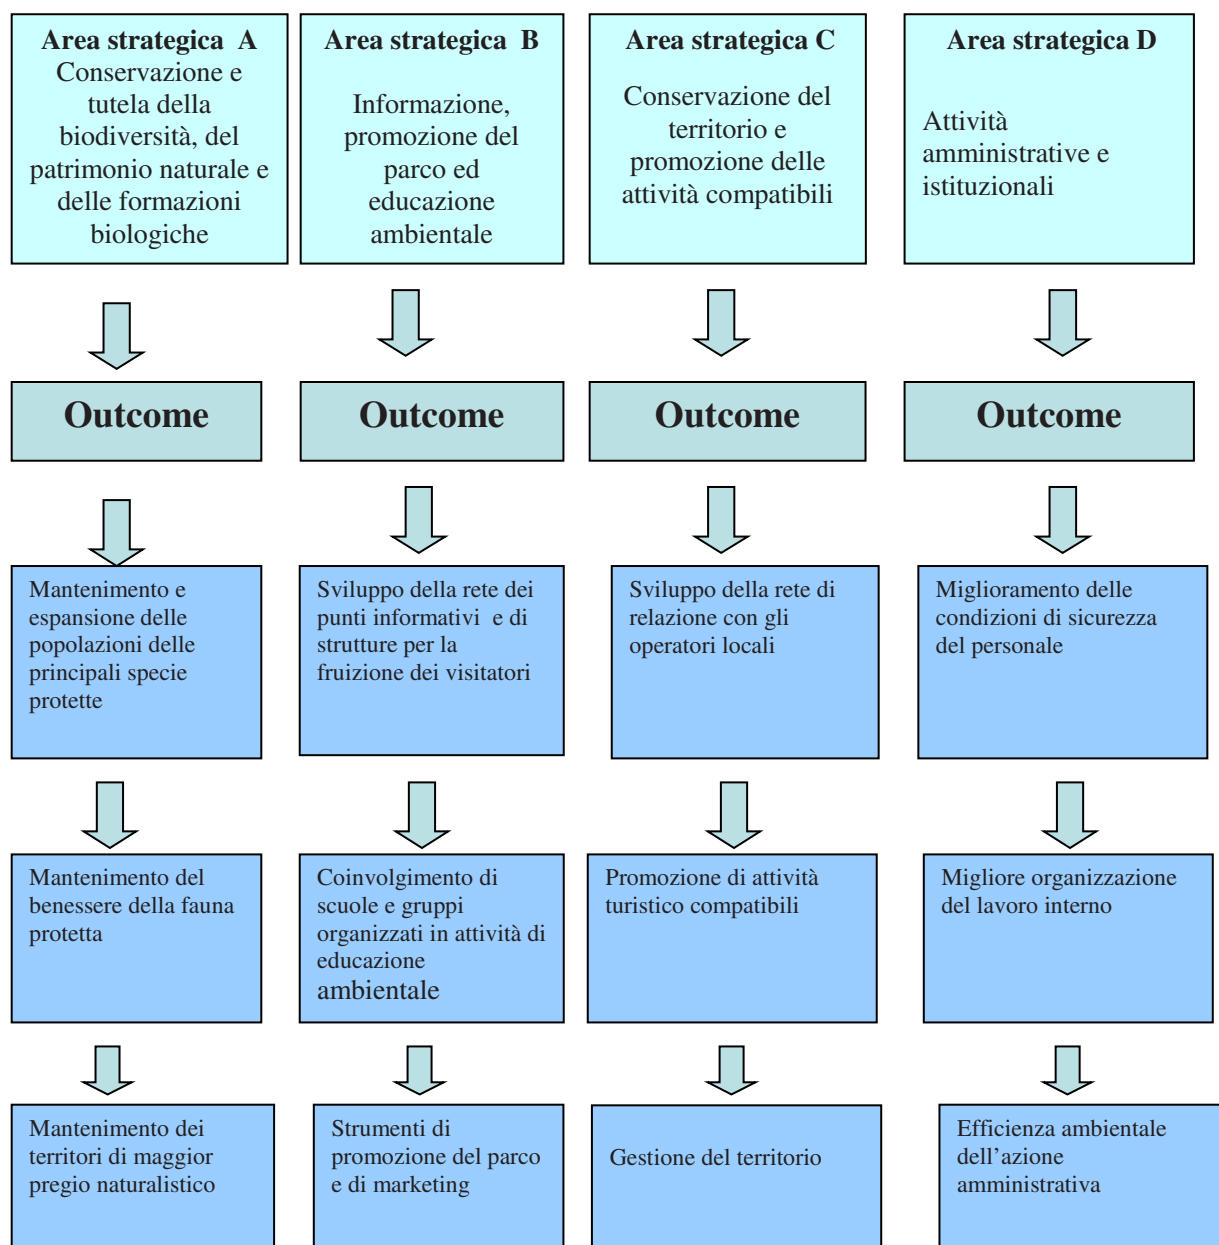 Area strategica A
Conservazione e
tutela della
biodiversità, del
patrimonio naturale e
delle formazioni
biologiche
Area strategica B
Informazione,
promozione del
parco ed
educazione
ambientale
Area strategica C
Conservazione del
territorio e
promozione delle
attività compatibili
Area strategica D
Attività
amministrative e
istituzionali
Outcome
Outcome
Outcome
Outcome
Mantenimento e
espansione delle
popolazioni delle
principali specie
protette
Sviluppo della rete dei
punti informativi e di
strutture per la
fruizione dei visitatori
Sviluppo della rete di
relazione con gli
operatori locali
Miglioramento delle
condizioni di sicurezza
del personale
Mantenimento del
benessere della fauna
protetta
Coinvolgimento di
scuole e gruppi
organizzati in attività di
educazione
ambientale
Promozione di attività
turistico compatibili
Migliore organizzazione
del lavoro interno
Mantenimento dei
territori di maggior
pregio naturalistico
Strumenti di
promozione del parco
e di marketing
Gestione del territorio
Efficienza ambientale
dell'azione
amministrativa